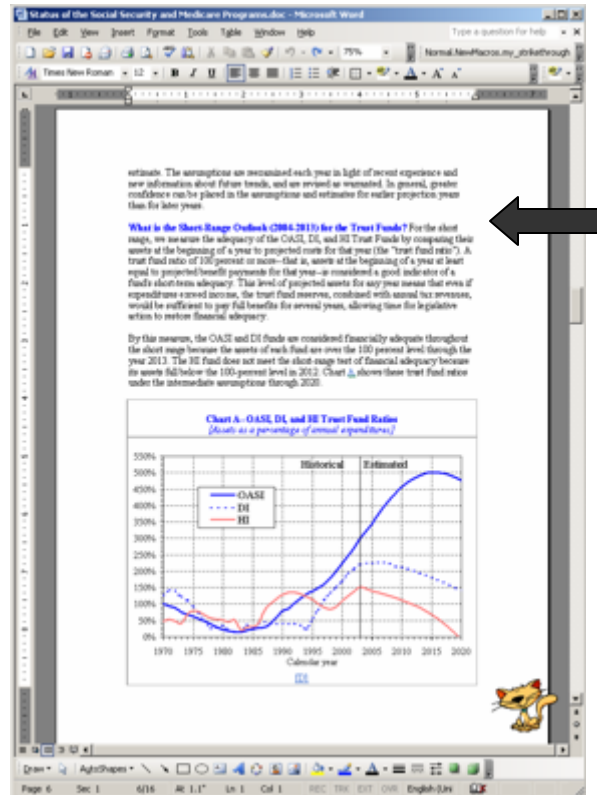 Status of the Social Security and Medicare Programs.doc - Microsoft Word
File Edit View Insert Format Tools Table Window Help Type a question for help
75% Normal.NewMacros.my_strikethrough
Times New Roman 12 B I U
estimate. The assumptions are reexamined each year in light of recent experience and
new information about future trends, and are revised as warranted. In general, greater
confidence can be placed in the assumptions and estimates for earlier projection years
than for later years.
What is the Short-Range Outlook (2004-2013) for the Trust Funds? For the short
range, we measure the adequacy of the OASI, DI, and HI Trust Funds by comparing their
assets at the beginning of a year to projected costs for that year (the "trust fund ratio"). A
trust fund ratio of 100 percent or more--that is, assets at the beginning of a year at least
equal to projected benefit payments for that year--is considered a good indicator of a
fund's short-term adequacy. This level of projected assets for any year means that even if
expenditures exceed income, the trust fund reserves, combined with annual tax revenues,
would be sufficient to pay full benefits for several years, allowing time for legislative
action to restore financial adequacy.
By this measure, the OASI and DI funds are considered financially adequate throughout
the short range because the assets of each fund are over the 100 percent level through the
year 2013. The HI fund does not meet the short-range test of financial adequacy because
its assets fall below the 100-percent level in 2012. Chart A shows these trust fund ratios
under the intermediate assumptions through 2020.
Chart A--OASI, DI, and HI Trust Fund Ratios
[Assets as a percentage of annual expenditures]
Historical Estimated
550%
500%
450%
400%
350%
300%
250%
200%
150%
100%
50%
0%
OASI
DI
HI
1970 1975 1980 1985 1990 1995 2000 2005 2010 2015 2020
Calendar year
[D]
Draw AutoShapes
Page 6 Sec 1 6/16 At 1.1" Ln 1 Col 1 REC TRK EXT OVR English (Uni